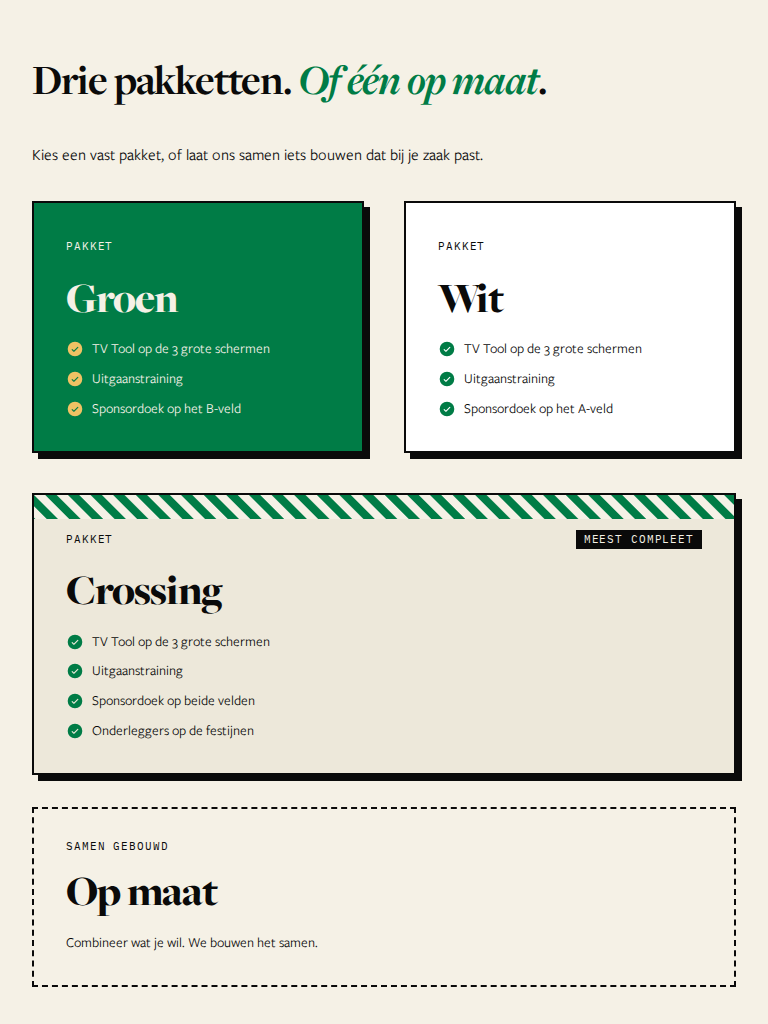 Drie pakketten. Of één op maat.
Kies een vast pakket, of laat ons samen iets bouwen dat bij je zaak past.
PAKKET
Groen
TV Tool op de 3 grote schermen
Uitgaanstraining
Sponsordoek op het B-veld
PAKKET
Wit
TV Tool op de 3 grote schermen
Uitgaanstraining
Sponsordoek op het A-veld
PAKKET
MEEST COMPLEET
Crossing
TV Tool op de 3 grote schermen
Uitgaanstraining
Sponsordoek op beide velden
Onderleggers op de festijnen
SAMEN GEBOUWD
Op maat
Combineer wat je wil. We bouwen het samen.